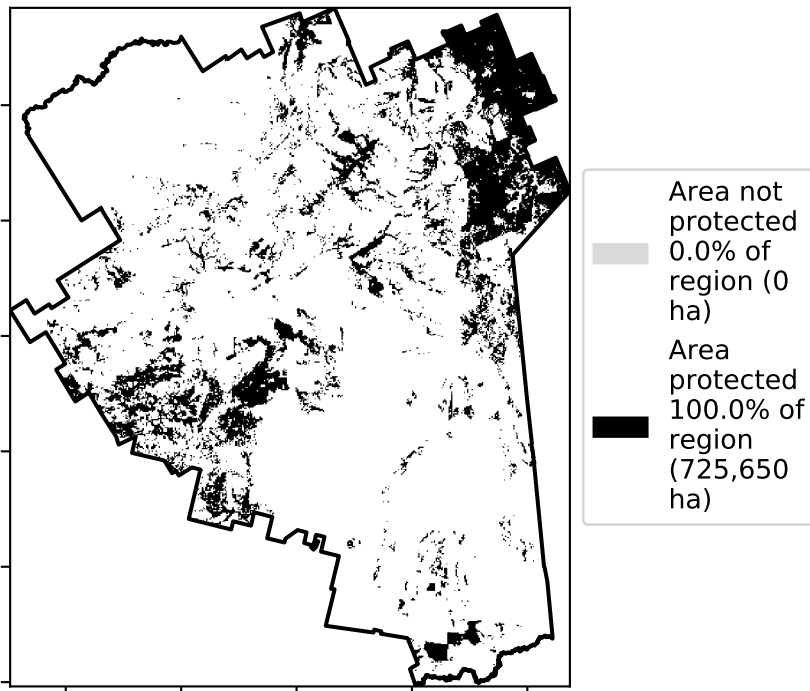 Area not
protected
0.0% of
region (0
ha)
Area
protected
100.0% of
region
(725,650
ha)